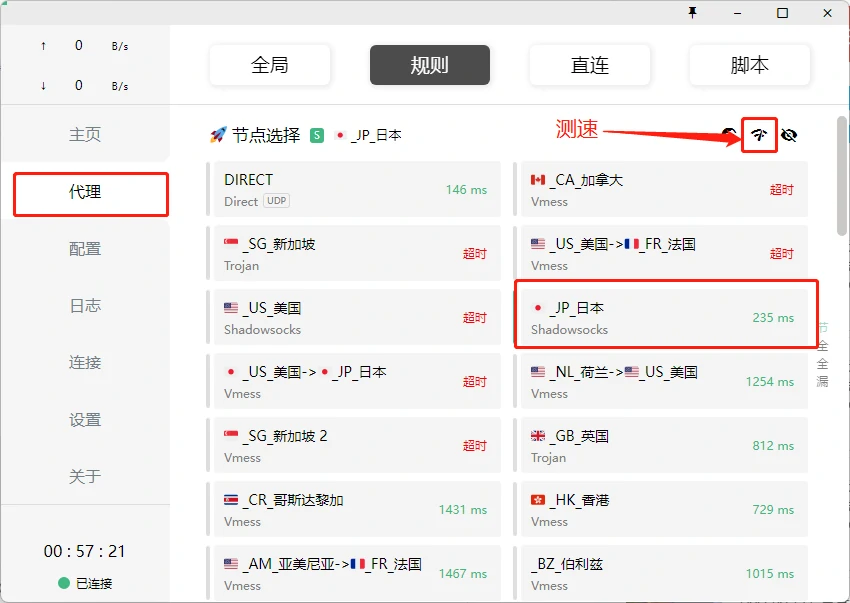 ↑ 0 B/s
↓ 0 B/s
全局
规则
直连
脚本
主页
代理
配置
日志
连接
设置
关于
00 : 57 : 21
已连接
节点选择 S _JP_日本
测速
DIRECT
Direct UDP
146 ms
_CA_加拿大
Vmess
超时
_SG_新加坡
Trojan
超时
_US_美国->_FR_法国
Vmess
超时
_US_美国
Shadowsocks
超时
_JP_日本
Shadowsocks
235 ms
_US_美国->_JP_日本
Vmess
超时
_NL_荷兰->_US_美国
Vmess
1254 ms
_SG_新加坡 2
Vmess
超时
_GB_英国
Trojan
812 ms
_CR_哥斯达黎加
Vmess
1431 ms
_HK_香港
Vmess
729 ms
_AM_亚美尼亚->_FR_法国
Vmess
1467 ms
_BZ_伯利兹
Vmess
1015 ms
节
全
全
漏